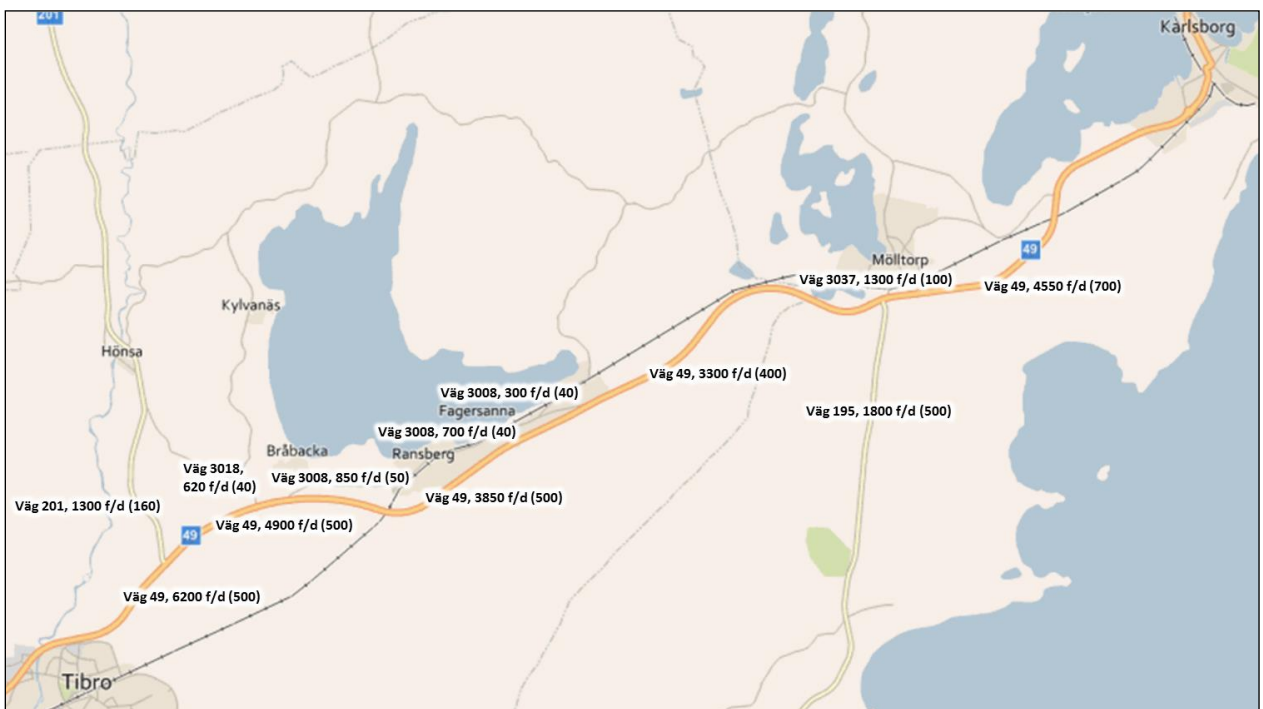 201
Karlsborg
49
Mölltorp
Väg 3037, 1300 f/d (100)
Väg 49, 4550 f/d (700)
Kylvanäs
Hönsa
Väg 49, 3300 f/d (400)
Väg 3008, 300 f/d (40)
Fagersanna
Väg 195, 1800 f/d (500)
Väg 3008, 700 f/d (40)
Bråbacka
Ransberg
Väg 3018,
620 f/d (40)
Väg 3008, 850 f/d (50)
Väg 49, 3850 f/d (500)
Väg 201, 1300 f/d (160)
Väg 49, 4900 f/d (500)
49
Väg 49, 6200 f/d (500)
Tibro